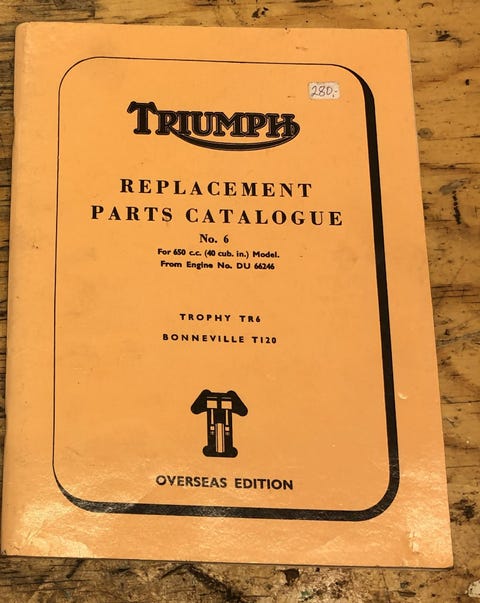 280,-
TRIUMPH
REPLACEMENT
PARTS CATALOGUE
No. 6
For 650 c.c. (40 cub. in.) Model.
From Engine No. DU 66246
TROPHY TR6
BONNEVILLE T120
OVERSEAS EDITION